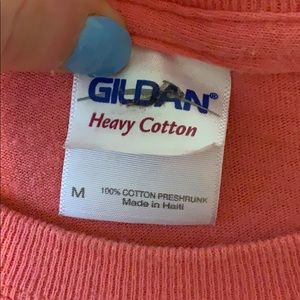 GILDAN®
Heavy Cotton
M
100% COTTON PRESHRUNK
Made in Haiti